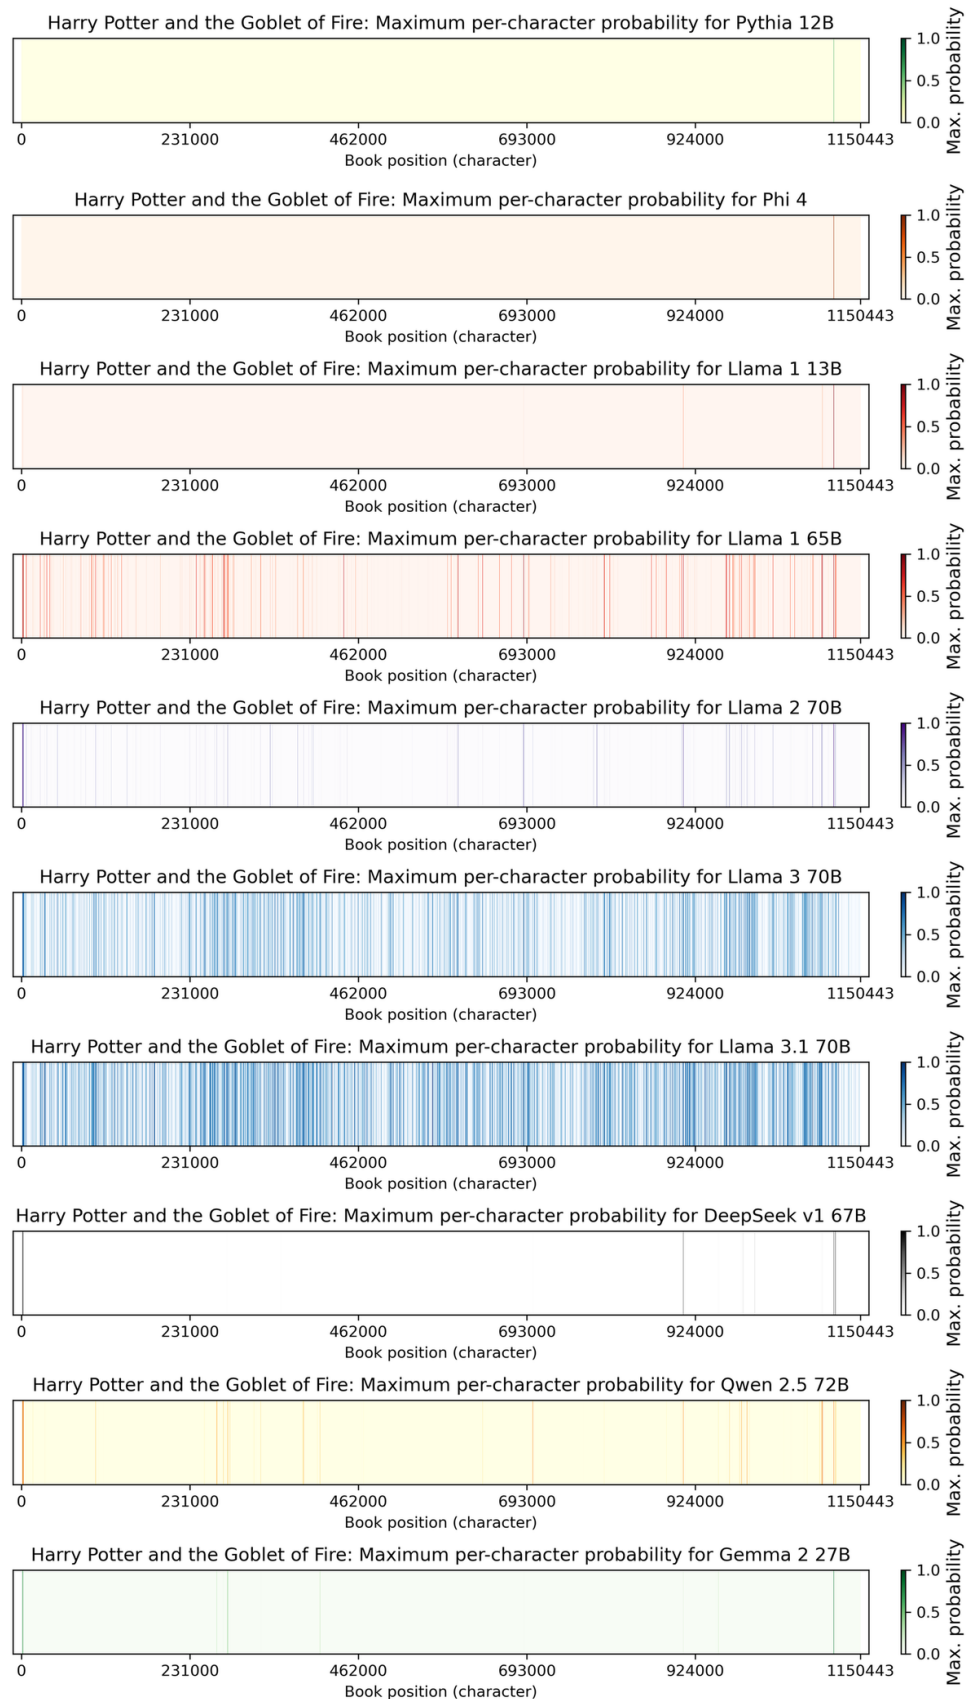 Harry Potter and the Goblet of Fire: Maximum per-character probability for Pythia 12B
1.0
0.5
0.0
Max. probability
0 231000 462000 693000 924000 1150443
Book position (character)
Harry Potter and the Goblet of Fire: Maximum per-character probability for Phi 4
1.0
0.5
0.0
Max. probability
0 231000 462000 693000 924000 1150443
Book position (character)
Harry Potter and the Goblet of Fire: Maximum per-character probability for Llama 1 13B
1.0
0.5
0.0
Max. probability
0 231000 462000 693000 924000 1150443
Book position (character)
Harry Potter and the Goblet of Fire: Maximum per-character probability for Llama 1 65B
1.0
0.5
0.0
Max. probability
0 231000 462000 693000 924000 1150443
Book position (character)
Harry Potter and the Goblet of Fire: Maximum per-character probability for Llama 2 70B
1.0
0.5
0.0
Max. probability
0 231000 462000 693000 924000 1150443
Book position (character)
Harry Potter and the Goblet of Fire: Maximum per-character probability for Llama 3 70B
1.0
0.5
0.0
Max. probability
0 231000 462000 693000 924000 1150443
Book position (character)
Harry Potter and the Goblet of Fire: Maximum per-character probability for Llama 3.1 70B
1.0
0.5
0.0
Max. probability
0 231000 462000 693000 924000 1150443
Book position (character)
Harry Potter and the Goblet of Fire: Maximum per-character probability for DeepSeek v1 67B
1.0
0.5
0.0
Max. probability
0 231000 462000 693000 924000 1150443
Book position (character)
Harry Potter and the Goblet of Fire: Maximum per-character probability for Qwen 2.5 72B
1.0
0.5
0.0
Max. probability
0 231000 462000 693000 924000 1150443
Book position (character)
Harry Potter and the Goblet of Fire: Maximum per-character probability for Gemma 2 27B
1.0
0.5
0.0
Max. probability
0 231000 462000 693000 924000 1150443
Book position (character)